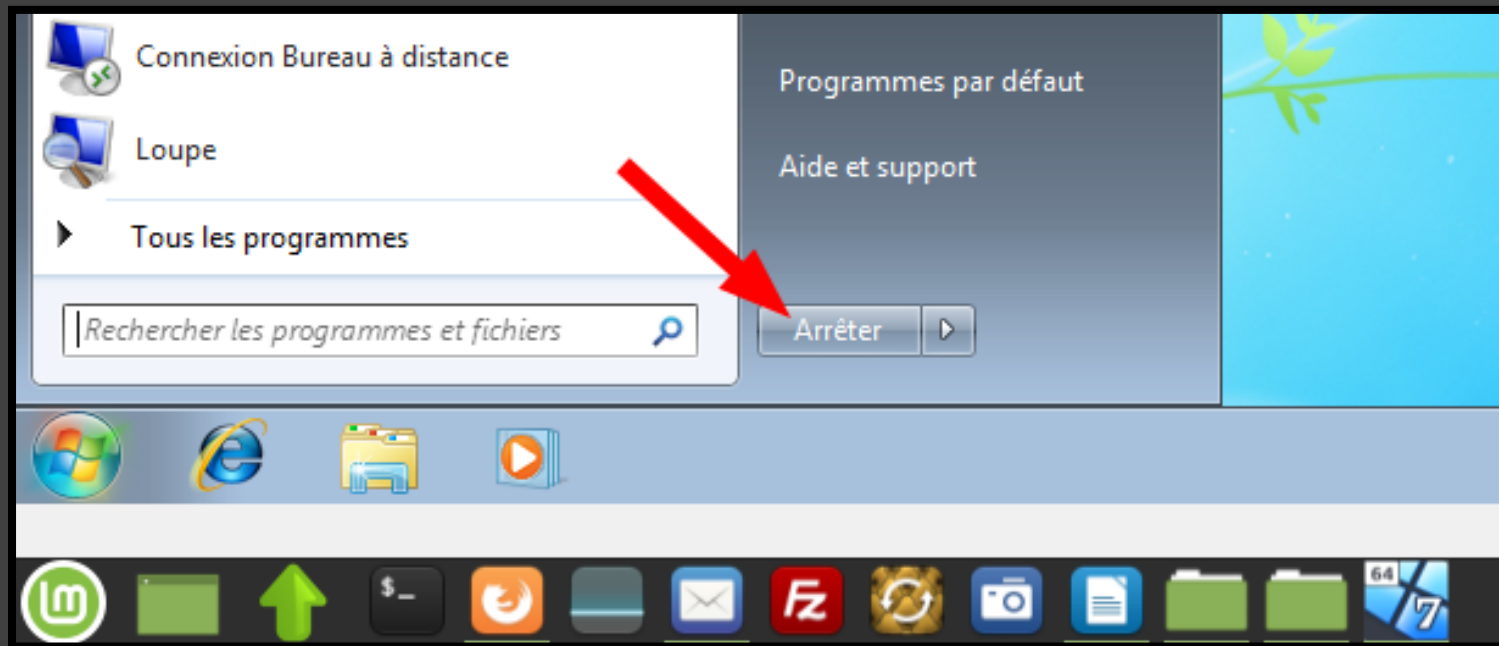 Connexion Bureau à distance
Loupe
Tous les programmes
Rechercher les programmes et fichiers
Programmes par défaut
Aide et support
Arrêter
$_
FZ
64
7